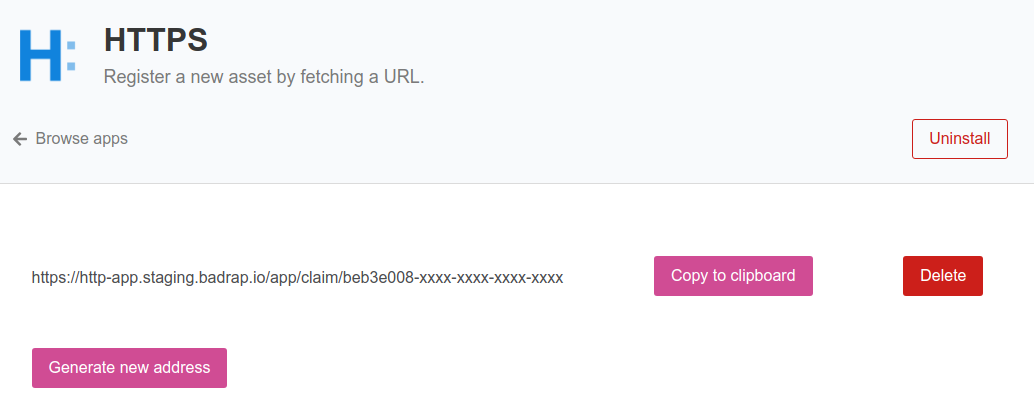 H:
HTTPS
Register a new asset by fetching a URL.
Browse apps
Uninstall
https://http-app.staging.badrap.io/app/claim/beb3e008-xxxx-xxxx-xxxx-xxxx
Copy to clipboard
Delete
Generate new address